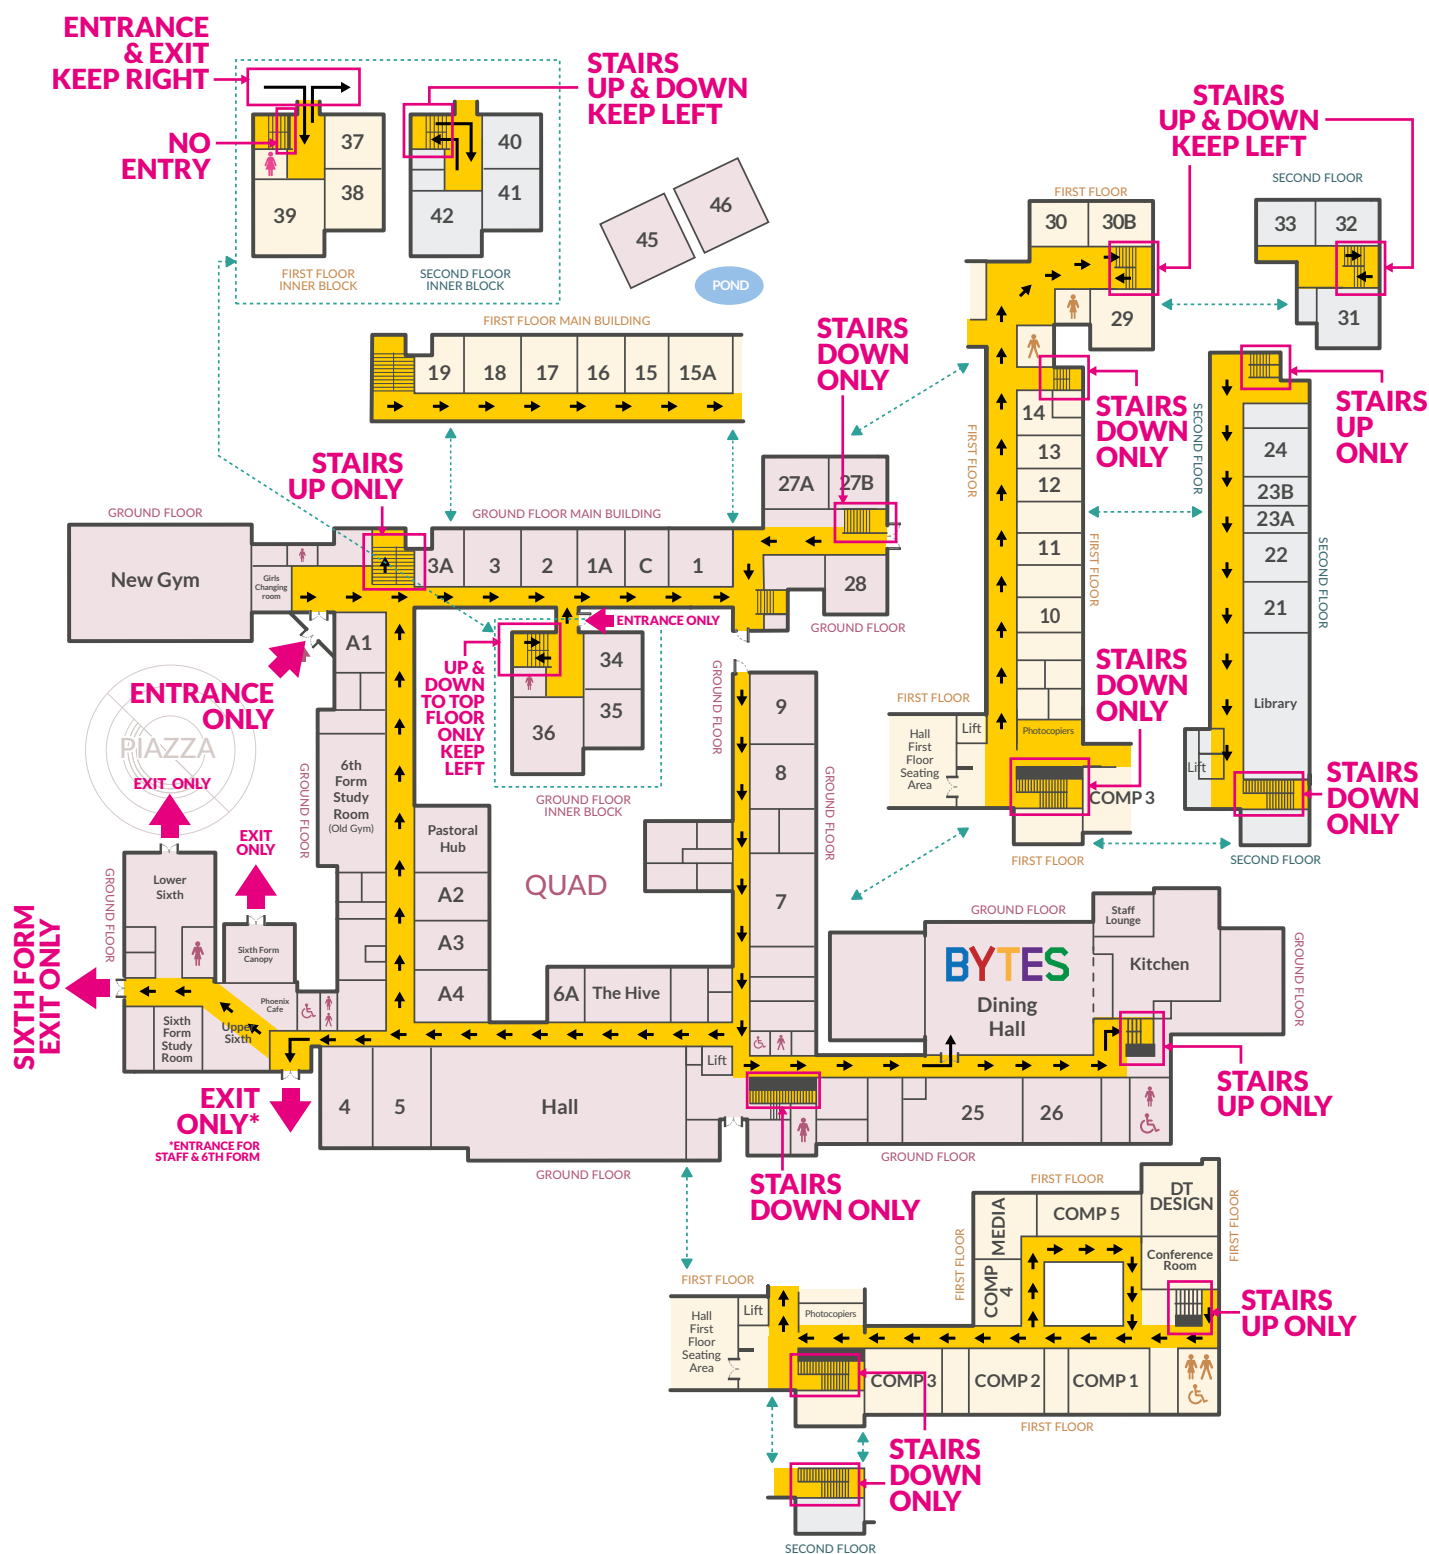 ENTRANCE
& EXIT
KEEP RIGHT
NO
ENTRY
STAIRS
UP & DOWN
KEEP LEFT
37
38
39
40
41
42
FIRST FLOOR
INNER BLOCK
SECOND FLOOR
INNER BLOCK
45
46
POND
STAIRS
UP & DOWN
KEEP LEFT
FIRST FLOOR
30
30B
29
SECOND FLOOR
33
32
31
FIRST FLOOR MAIN BUILDING
19
18
17
16
15
15A
STAIRS
DOWN
ONLY
STAIRS
DOWN
ONLY
STAIRS
UP
ONLY
14
13
12
11
10
FIRST FLOOR
FIRST FLOOR
SECOND FLOOR
SECOND FLOOR
24
23B
23A
22
21
Library
Lift
STAIRS
DOWN
ONLY
STAIRS
DOWN
ONLY
FIRST FLOOR
Hall
First
Floor
Seating
Area
Lift
Photocopiers
COMP 3
FIRST FLOOR
SECOND FLOOR
STAIRS
UP ONLY
GROUND FLOOR
New Gym
Girls
Changing
room
GROUND FLOOR MAIN BUILDING
3A
3
2
1A
C
1
27A
27B
28
GROUND FLOOR
ENTRANCE ONLY
ENTRANCE
ONLY
A1
UP &
DOWN
TO TOP
FLOOR
ONLY
KEEP
LEFT
34
35
36
GROUND FLOOR
INNER BLOCK
GROUND FLOOR
9
8
7
GROUND FLOOR
PIAZZA
EXIT ONLY
6th
Form
Study
Room
(Old Gym)
GROUND FLOOR
EXIT
ONLY
Pastoral
Hub
A2
A3
A4
QUAD
6A
The Hive
Lower
Sixth
GROUND FLOOR
Sixth Form
Canopy
Phoenix
Cafe
Upper
Sixth
Sixth
Form
Study
Room
SIXTH FORM
EXIT ONLY
EXIT
ONLY*
*ENTRANCE FOR
STAFF & 6TH FORM
4
5
Hall
Lift
GROUND FLOOR
GROUND FLOOR
BYTES
Dining
Hall
Staff
Lounge
Kitchen
GROUND FLOOR
STAIRS
UP ONLY
25
26
GROUND FLOOR
STAIRS
DOWN ONLY
FIRST FLOOR
MEDIA
COMP 5
DT
DESIGN
COMP
4
Conference
Room
FIRST FLOOR
FIRST FLOOR
STAIRS
UP ONLY
FIRST FLOOR
Hall
First
Floor
Seating
Area
Lift
Photocopiers
COMP 3
COMP 2
COMP 1
FIRST FLOOR
STAIRS
DOWN
ONLY
SECOND FLOOR